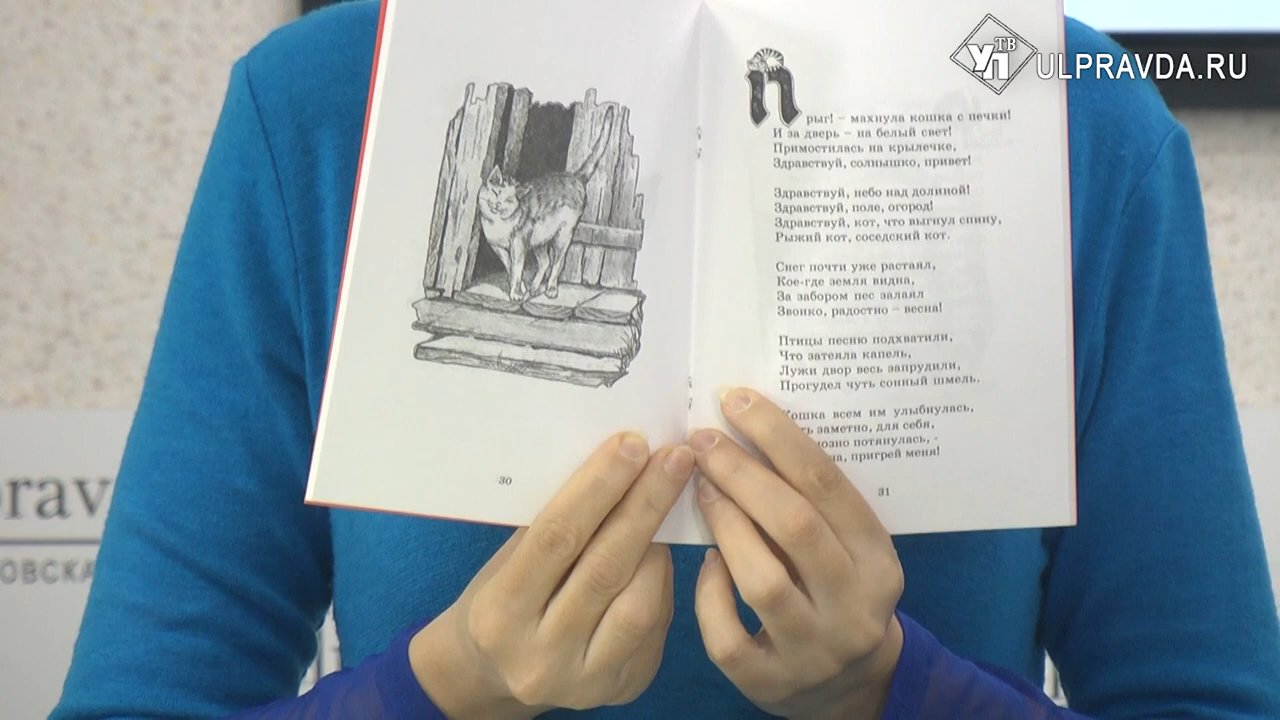 УП ТВ ULPRAVDA.RU
Прыг! – махнула кошка с печки!
И за дверь – на белый свет!
Примостилась на крылечке,
Здравствуй, солнышко, привет!
Здравствуй, небо над долиной!
Здравствуй, поле, огород!
Здравствуй, кот, что выгнул спину,
Рыжий кот, соседский кот.
Снег почти уже растаял,
Кое-где земля видна,
За забором пес залаял
Звонко, радостно – весна!
Птицы песню подхватили,
Что затеяла капель,
Лужи двор весь запрудили,
Прогудел чуть сонный шмель.
Кошка всем им улыбнулась,
заметно, для себя,
потянулась, -
пригрей меня!
30
31
prav
ОВСКА